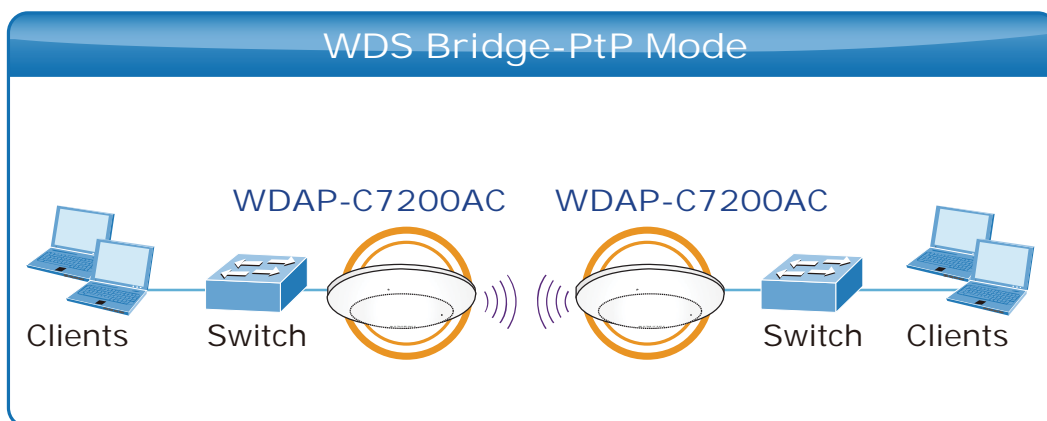 WDS Bridge-PtP Mode
WDAP-C7200AC WDAP-C7200AC
Clients Switch Switch Clients